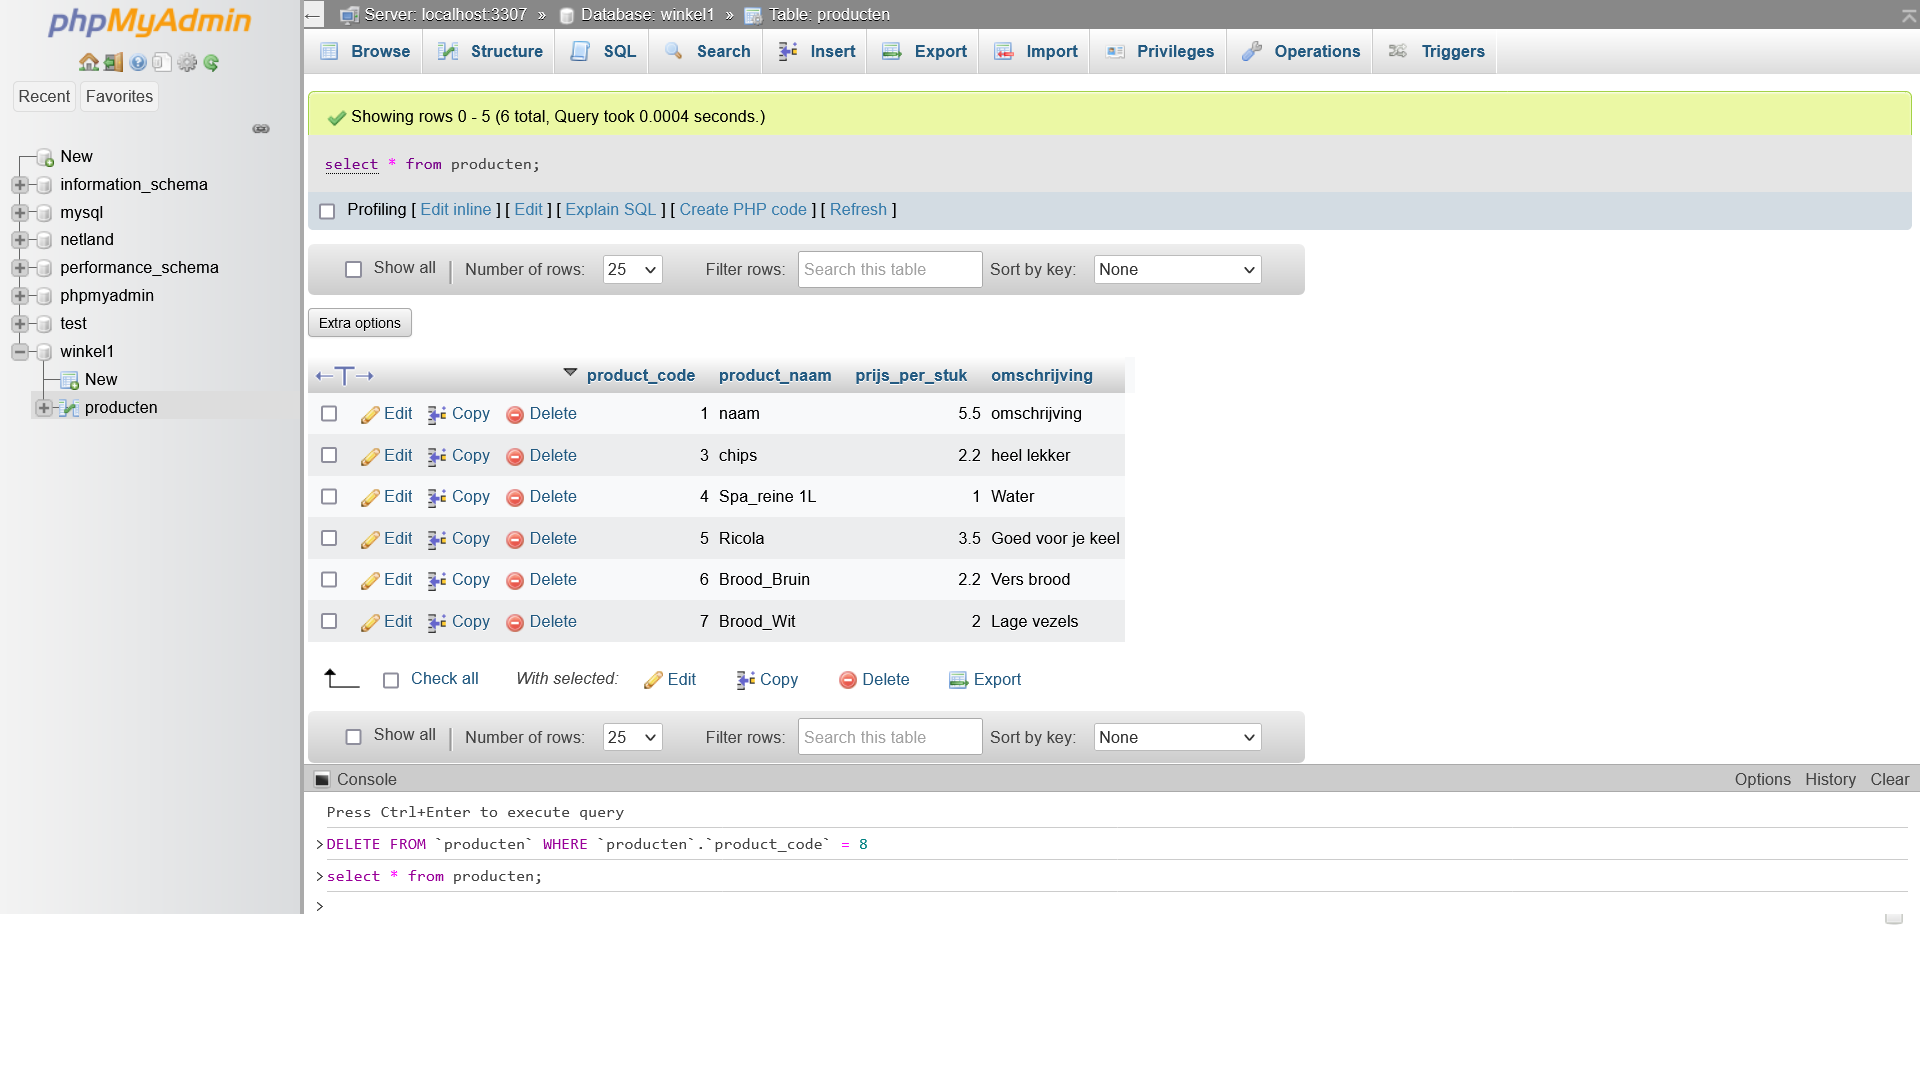 phpMyAdmin
Recent Favorites
New
information_schema
mysql
netland
performance_schema
phpmyadmin
test
winkel1
New
producten
Server: localhost:3307 » Database: winkel1 » Table: producten
Browse Structure SQL Search Insert Export Import Privileges Operations Triggers
Showing rows 0 - 5 (6 total, Query took 0.0004 seconds.)
select * from producten;
Profiling [ Edit inline ] [ Edit ] [ Explain SQL ] [ Create PHP code ] [ Refresh ]
Show all | Number of rows: 25 Filter rows: Search this table Sort by key: None
Extra options
←T→ product_code product_naam prijs_per_stuk omschrijving
Edit Copy Delete 1 naam 5.5 omschrijving
Edit Copy Delete 3 chips 2.2 heel lekker
Edit Copy Delete 4 Spa_reine 1L 1 Water
Edit Copy Delete 5 Ricola 3.5 Goed voor je keel
Edit Copy Delete 6 Brood_Bruin 2.2 Vers brood
Edit Copy Delete 7 Brood_Wit 2 Lage vezels
Check all With selected: Edit Copy Delete Export
Show all | Number of rows: 25 Filter rows: Search this table Sort by key: None
Console Options History Clear
Press Ctrl+Enter to execute query
>DELETE FROM `producten` WHERE `producten`.`product_code` = 8
>select * from producten;
>